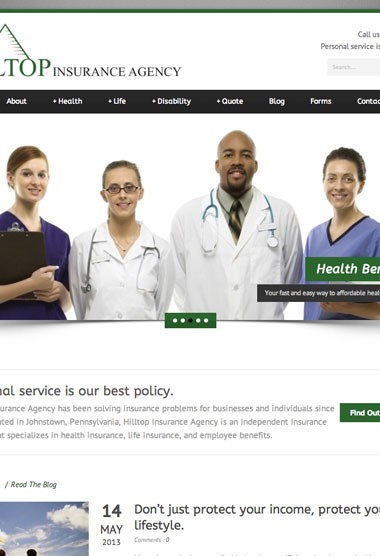 Call us
Personal service is
LTOP INSURANCE AGENCY
Search...
About + Health + Life + Disability + Quote Blog Forms Contac
Health Ben
Your fast and easy way to affordable heal
nal service is our best policy.
surance Agency has been solving insurance problems for businesses and individuals since
ted in Johnstown, Pennsylvania, Hilltop Insurance Agency is an Independent Insurance
nt specializes in health insurance, life insurance, and employee benefits.
Find Out
/ Read The Blog
14
MAY
2013
Don't just protect your income, protect you
lifestyle.
Comments : 0